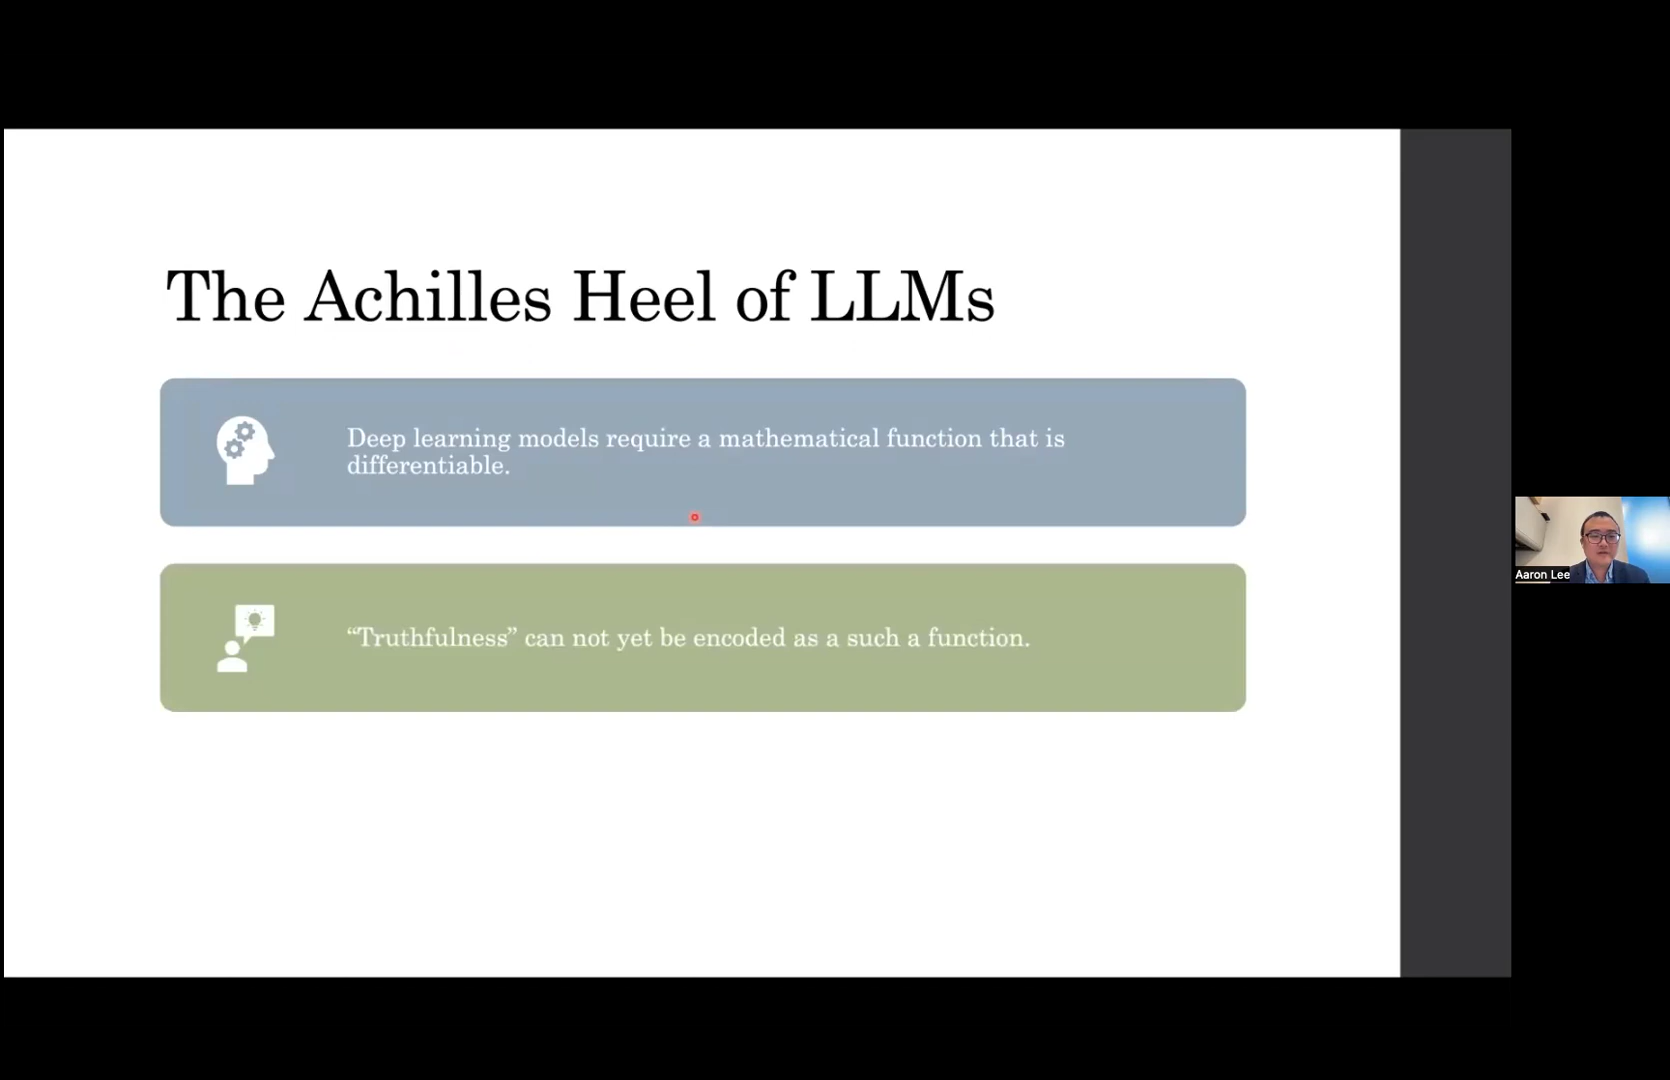 The Achilles Heel of LLMs
Deep learning models require a mathematical function that is
differentiable.
“Truthfulness” can not yet be encoded as a such a function.
Aaron Lee